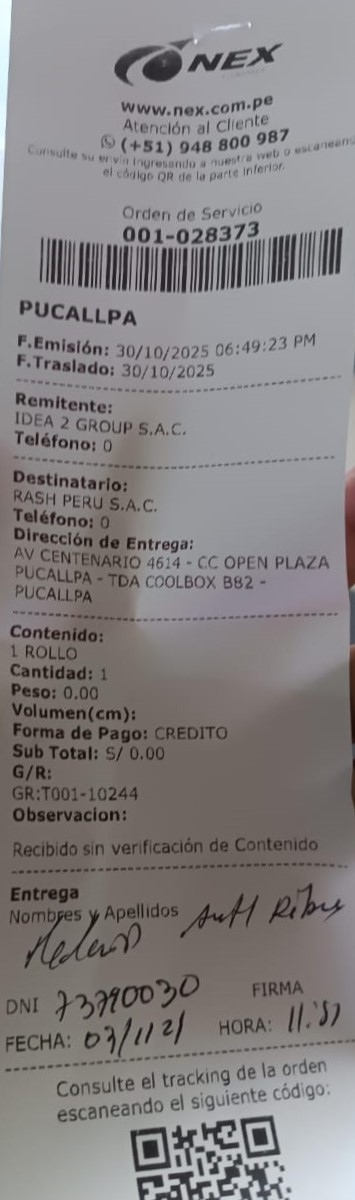 NEX
www.nex.com.pe
Atención al Cliente
(+51) 948 800 987
Consulte su envío ingresando a nuestra web o escaneando
el código QR de la parte inferior.
Orden de Servicio
001-028373
PUCALLPA
F.Emisión: 30/10/2025 06:49:23 PM
F.Traslado: 30/10/2025
Remitente:
IDEA 2 GROUP S.A.C.
Teléfono: 0
Destinatario:
RASH PERU S.A.C.
Teléfono: 0
Dirección de Entrega:
AV CENTENARIO 4614 - CC OPEN PLAZA
PUCALLPA - TDA COOLBOX B82 -
PUCALLPA
Contenido:
1 ROLLO
Cantidad: 1
Peso: 0.00
Volumen(cm):
Forma de Pago: CREDITO
Sub Total: S/ 0.00
G/R:
GR:T001-10244
Observacion:
Recibido sin verificación de Contenido
Entrega
Nombres y Apellidos
DNI 73790030 FIRMA
FECHA: 03/11 HORA: 11:
Consulte el tracking de la orden
escaneando el siguiente código: